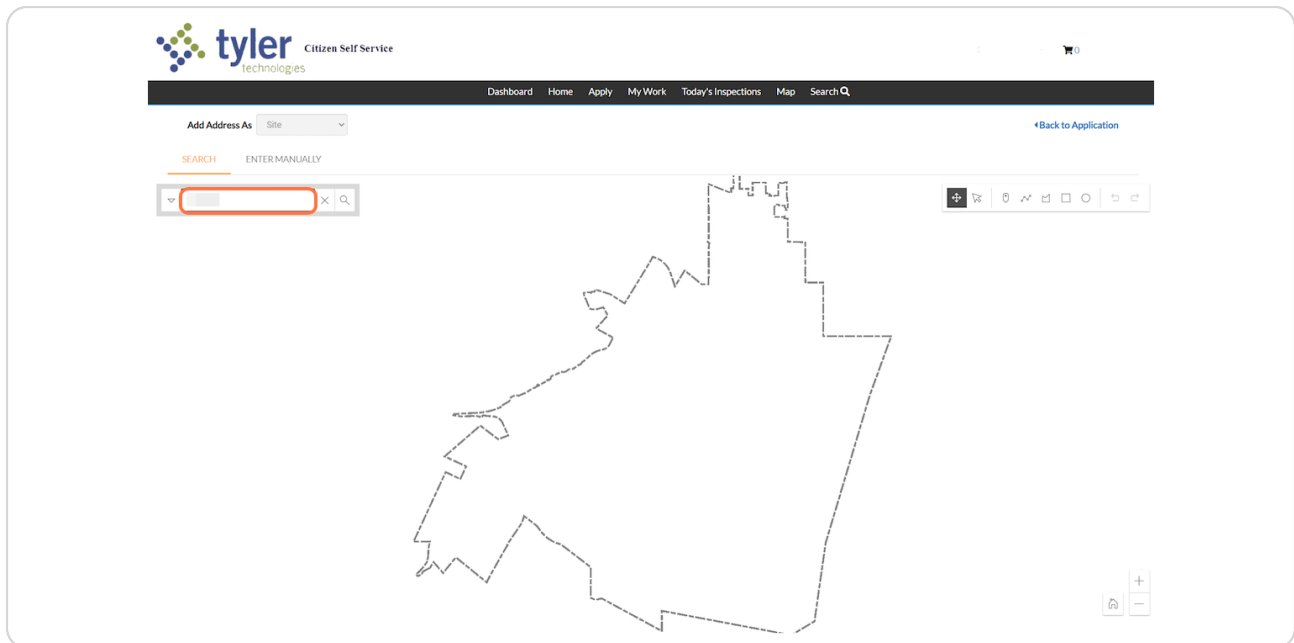 tyler
technologies
Citizen Self Service
0
Dashboard Home Apply My Work Today's Inspections Map Search
Add Address As Site
Back to Application
SEARCH ENTER MANUALLY